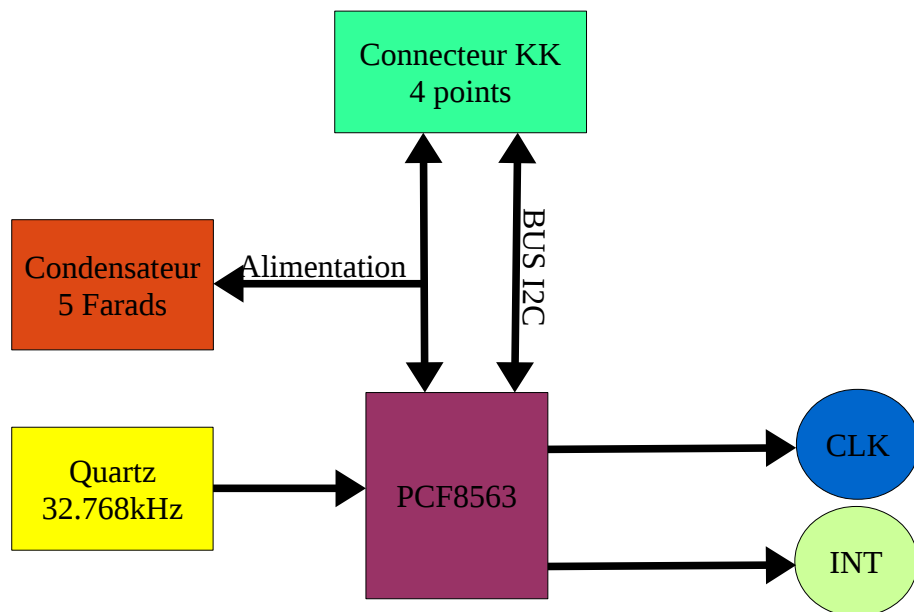 Connecteur KK
4 points
Condensateur
5 Farads
Alimentation
BUS I2C
Quartz
32.768kHz
PCF8563
CLK
INT